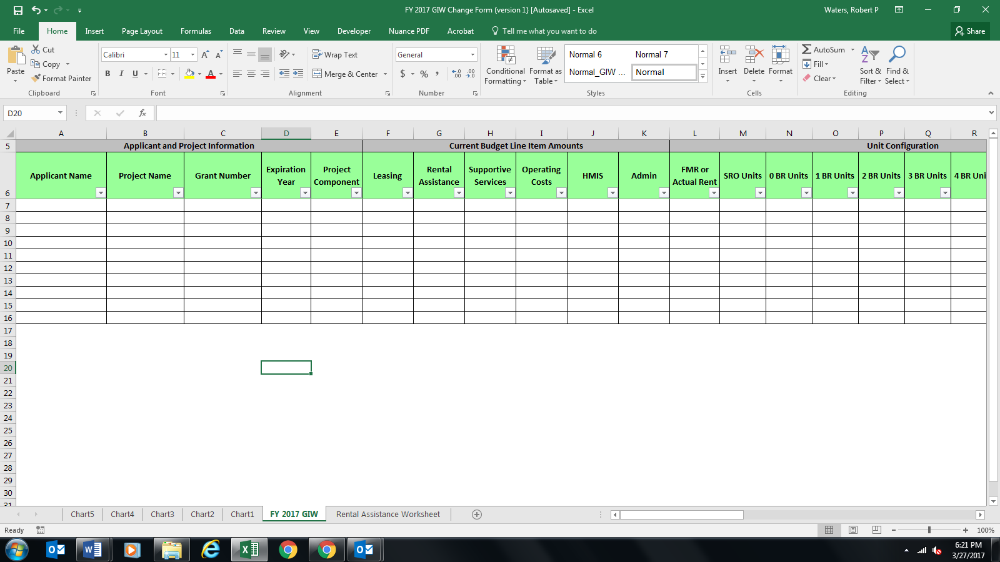 FY 2017 GIW Change Form (version 1) [Autosaved] - Excel
Waters, Robert P
File Home Insert Page Layout Formulas Data Review View Developer Nuance PDF Acrobat Tell me what you want to do Share
Paste
Cut
Copy
Format Painter
Clipboard
Calibri 11
B I U
Font
Wrap Text
Merge & Center
Alignment
General
$ % ,
Number
Conditional Formatting
Format as Table
Normal 6 Normal 7
Normal_GIW ... Normal
Styles
Insert Delete Format
Cells
AutoSum
Fill
Clear
Sort & Filter
Find & Select
Editing
D20
fx
A B C D E F G H I J K L M N O P Q R
5 Applicant and Project Information Current Budget Line Item Amounts Unit Configuration
6 Applicant Name Project Name Grant Number Expiration Year Project Component Leasing Rental Assistance Supportive Services Operating Costs HMIS Admin FMR or Actual Rent SRO Units 0 BR Units 1 BR Units 2 BR Units 3 BR Units 4 BR Uni
7
8
9
10
11
12
13
14
15
16
17
18
19
20
21
22
23
24
25
26
27
28
29
30
31
Chart5 Chart4 Chart3 Chart2 Chart1 FY 2017 GIW Rental Assistance Worksheet
Ready
100%
6:21 PM
3/27/2017